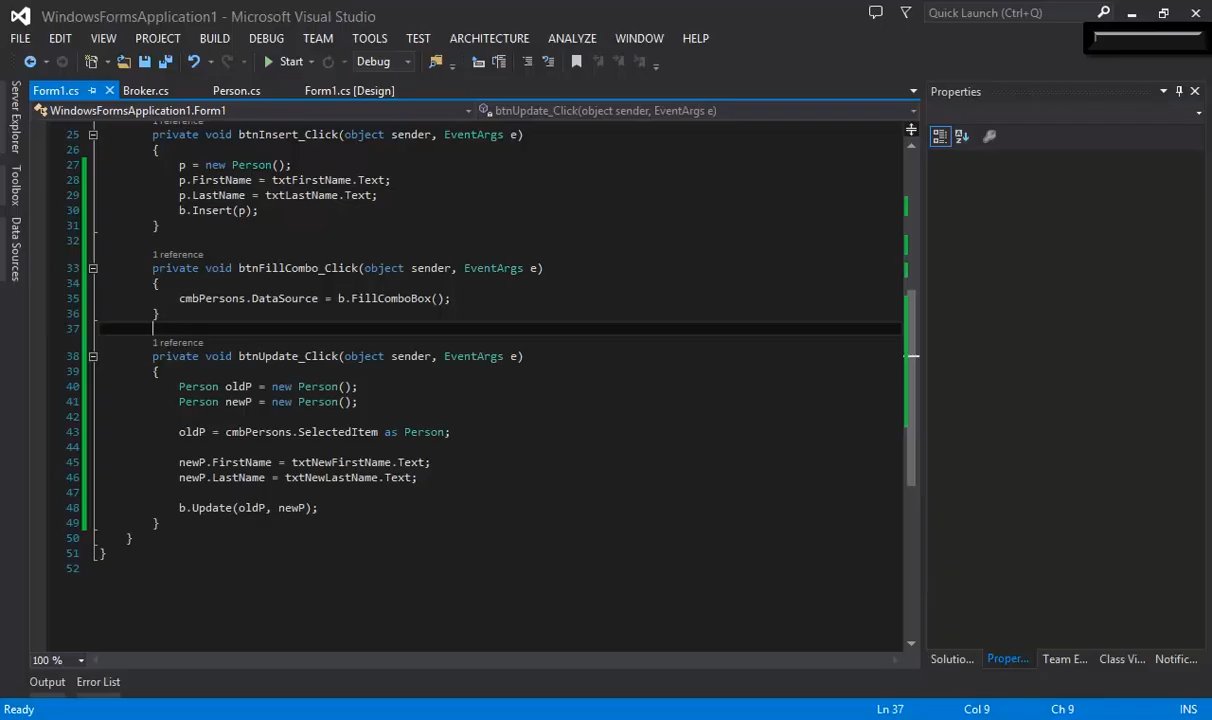 WindowsFormsApplication1 - Microsoft Visual Studio
Quick Launch (Ctrl+Q)
FILE EDIT VIEW PROJECT BUILD DEBUG TEAM TOOLS TEST ARCHITECTURE ANALYZE WINDOW HELP
Start Debug
Form1.cs Broker.cs Person.cs Form1.cs [Design]
Properties
WindowsFormsApplication1.Form1 btnUpdate_Click(object sender, EventArgs e)
Server Explorer
Toolbox
Data Sources
1 reference
25 private void btnInsert_Click(object sender, EventArgs e)
26 {
27 p = new Person();
28 p.FirstName = txtFirstName.Text;
29 p.LastName = txtLastName.Text;
30 b.Insert(p);
31 }
32
1 reference
33 private void btnFillCombo_Click(object sender, EventArgs e)
34 {
35 cmbPersons.DataSource = b.FillComboBox();
36 }
37
1 reference
38 private void btnUpdate_Click(object sender, EventArgs e)
39 {
40 Person oldP = new Person();
41 Person newP = new Person();
42
43 oldP = cmbPersons.SelectedItem as Person;
44
45 newP.FirstName = txtNewFirstName.Text;
46 newP.LastName = txtNewLastName.Text;
47
48 b.Update(oldP, newP);
49 }
50 }
51 }
52
100 %
Solutio... Proper... Team E... Class Vi... Notific...
Output Error List
Ready Ln 37 Col 9 Ch 9 INS